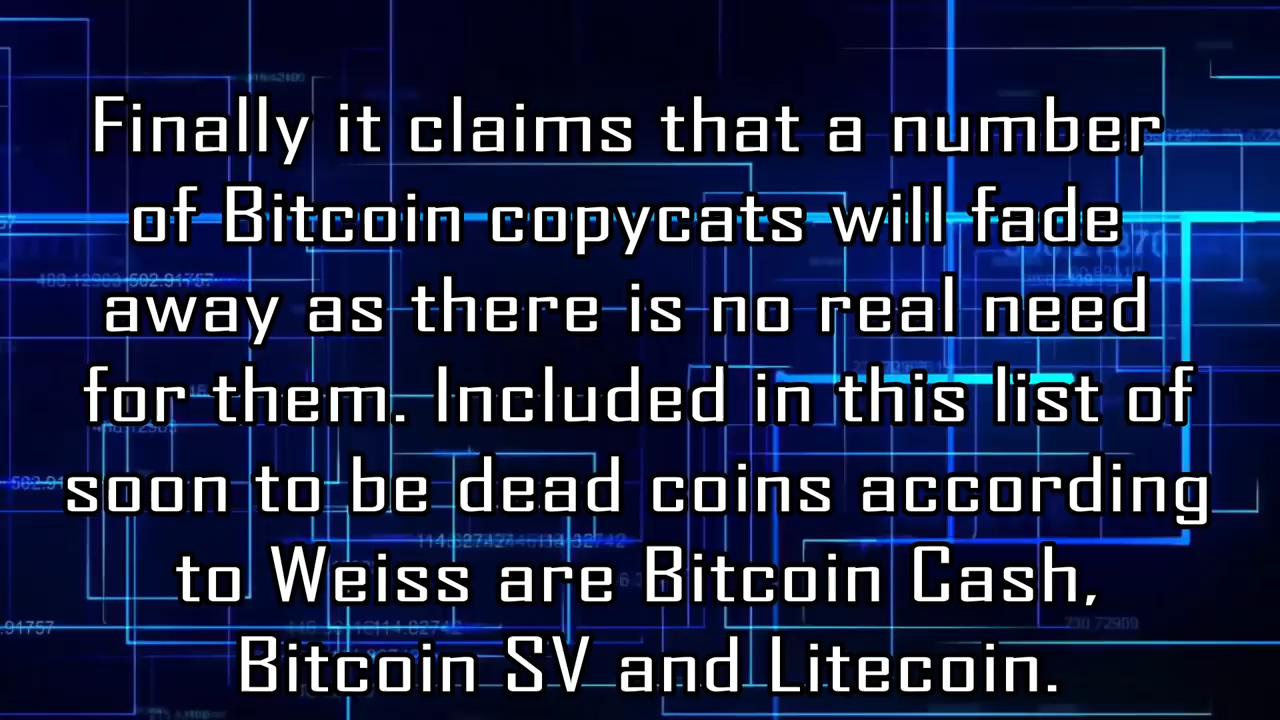 Finally it claims that a number
of Bitcoin copycats will fade
away as there is no real need
for them. Included in this list of
soon to be dead coins according
to Weiss are Bitcoin Cash,
Bitcoin SV and Litecoin.